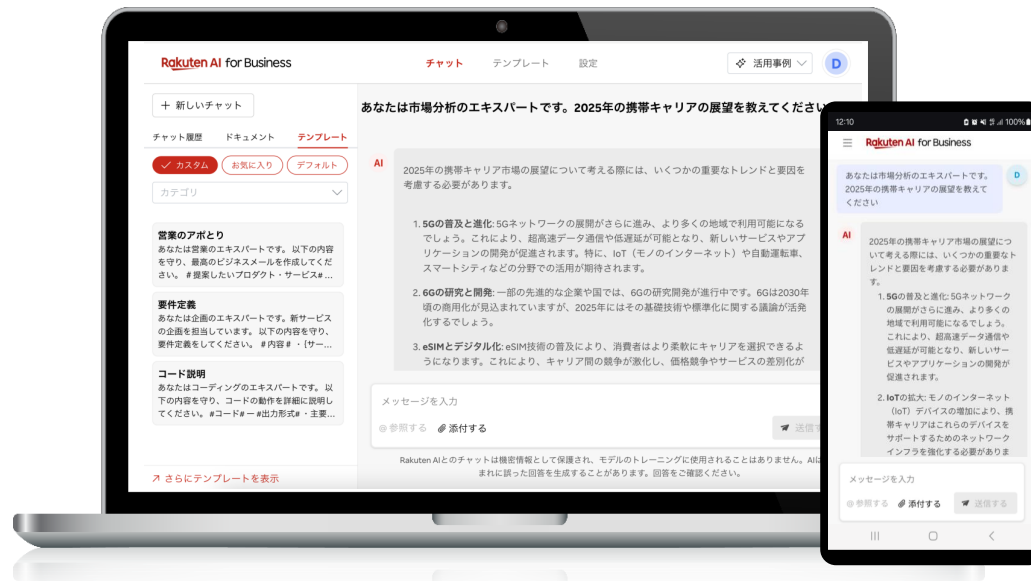 Rakuten AI for Business
チャット
テンプレート
設定
活用事例
D
+ 新しいチャット
チャット履歴
ドキュメント
テンプレート
カスタム
お気に入り
デフォルト
カテゴリ
営業のアポとり
あなたは営業のエキスパートです。 以下の内容
を守り、最高のビジネスメールを作成してくだ
さい。 #提案したいプロダクト・サービス# ...
要件定義
あなたは企画のエキスパートです。新サービス
の企画を担当しています。 以下の内容を守り、
要件定義をしてください。 #内容# ・ {サー...
コード説明
あなたはコーディングのエキスパートです。 以
下の内容を守り、コードの動作を詳細に説明し
てください。 #コード# ー #出力形式# ・主要...
さらにテンプレートを表示
あなたは市場分析のエキスパートです。2025年の携帯キャリアの展望を教えてください
AI
2025年の携帯キャリア市場の展望について考える際には、いくつかの重要なトレンドと要因を
考慮する必要があります。
1. 5Gの普及と進化: 5Gネットワークの展開がさらに進み、より多くの地域で利用可能になる
でしょう。これにより、超高速データ通信や低遅延が可能となり、新しいサービスやアプ
リケーションの開発が促進されます。特に、IoT（モノのインターネット）や自動運転車、
スマートシティなどの分野での活用が期待されます。
2. 6Gの研究と開発: 一部の先進的な企業や国では、6Gの研究開発が進行中です。6Gは2030年
頃の商用化が見込まれていますが、2025年にはその基礎技術や標準化に関する議論が活発
化するでしょう。
3. eSIMとデジタル化: eSIM技術の普及により、消費者はより柔軟にキャリアを選択できるよ
うになります。これにより、キャリア間の競争が激化し、価格競争やサービスの差別化が
メッセージを入力
@ 参照する
添付する
送信す
Rakuten AIとのチャットは機密情報として保護され、モデルのトレーニングに使用されることはありません。AIは
まれに誤った回答を生成することがあります。回答をご確認ください。
12:10
100%
Rakuten AI for Business
あなたは市場分析のエキスパートです。
2025年の携帯キャリアの展望を教えて
ください
D
AI
2025年の携帯キャリア市場の展望につ
いて考える際には、いくつかの重要なト
レンドと要因を考慮する必要がありま
す。
1. 5Gの普及と進化: 5Gネットワーク
の展開がさらに進み、より多くの
地域で利用可能になるでしょう。
これにより、超高速データ通信や
低遅延が可能となり、新しいサー
ビスやアプリケーションの開発が
促進されます。
2. IoTの拡大: モノのインターネット
（IoT）デバイスの増加により、携
帯キャリアはこれらのデバイスを
サポートするためのネットワーク
インフラを強化する必要がありま
メッセージを入力
@ 参照する
添付する
送信する